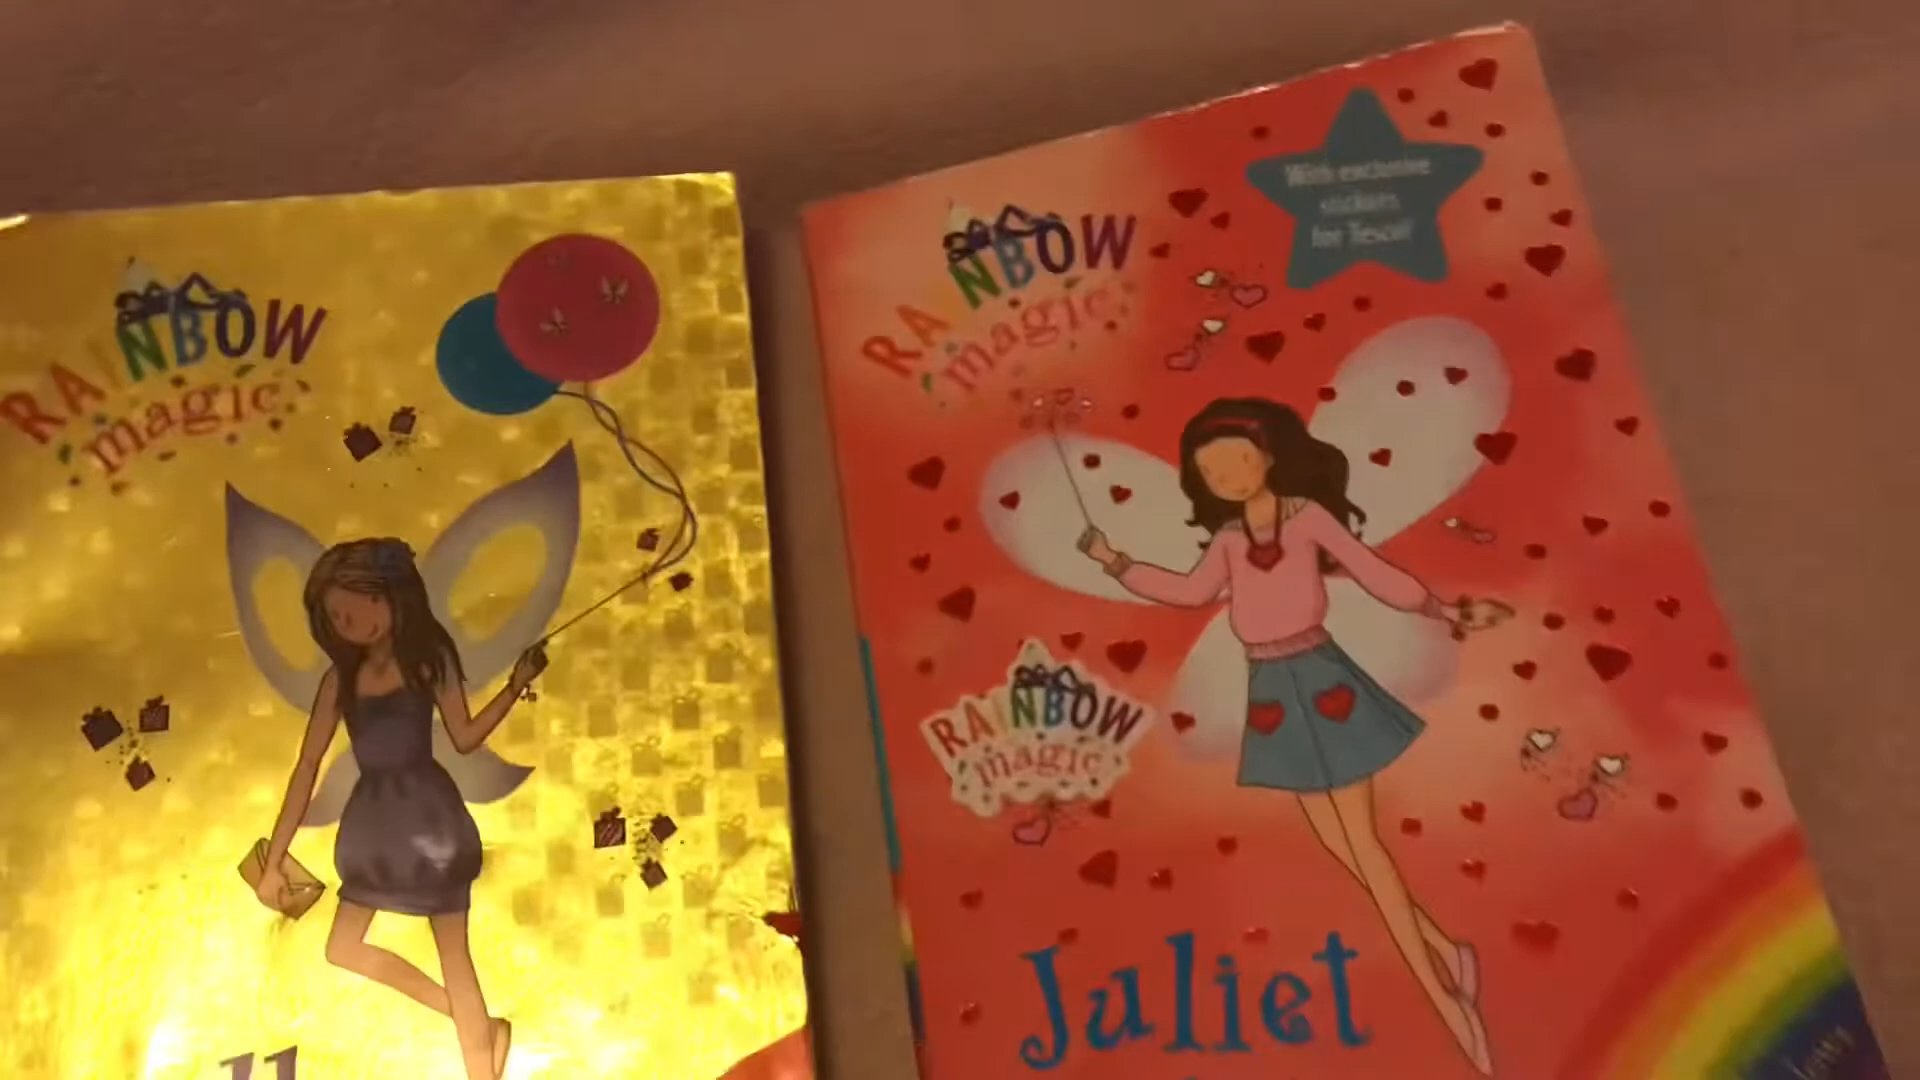 RAINBOW
magic
RAINBOW
magic
With exclusive
stickers
for Tesco!
RAINBOW
magic
Juliet